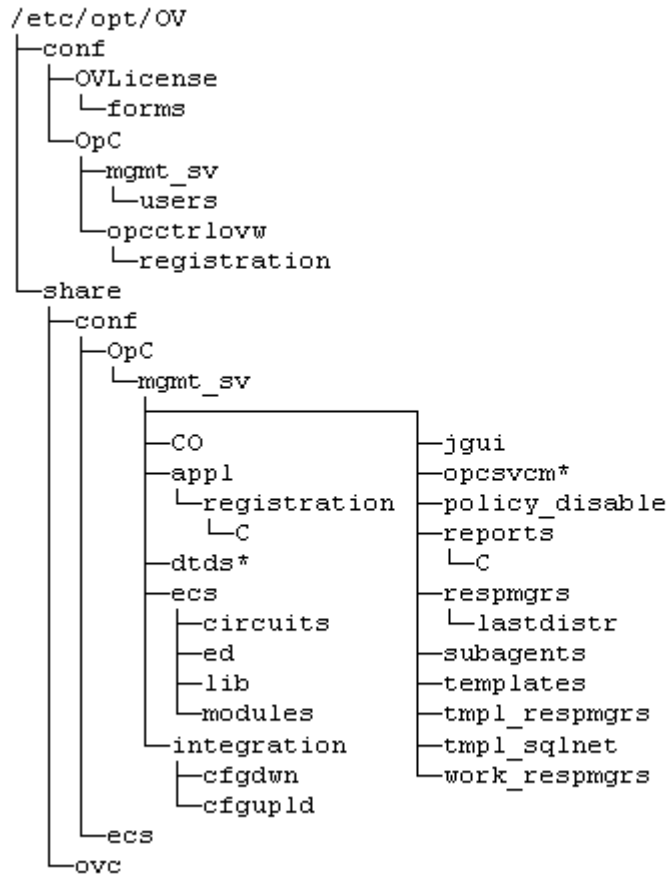 /etc/opt/OV
conf
OVLicense
forms
OpC
mgmt_sv
users
opcctrlovw
registration
share
conf
OpC
mgmt_sv
CO
appl
registration
C
dtds*
ecs
circuits
ed
lib
modules
integration
cfgdwn
cfgupld
jgui
opcsvcm*
policy_disable
reports
C
respmgrs
lastdistr
subagents
templates
tmpl_respmgrs
tmpl_sqlnet
work_respmgrs
ecs
ovc